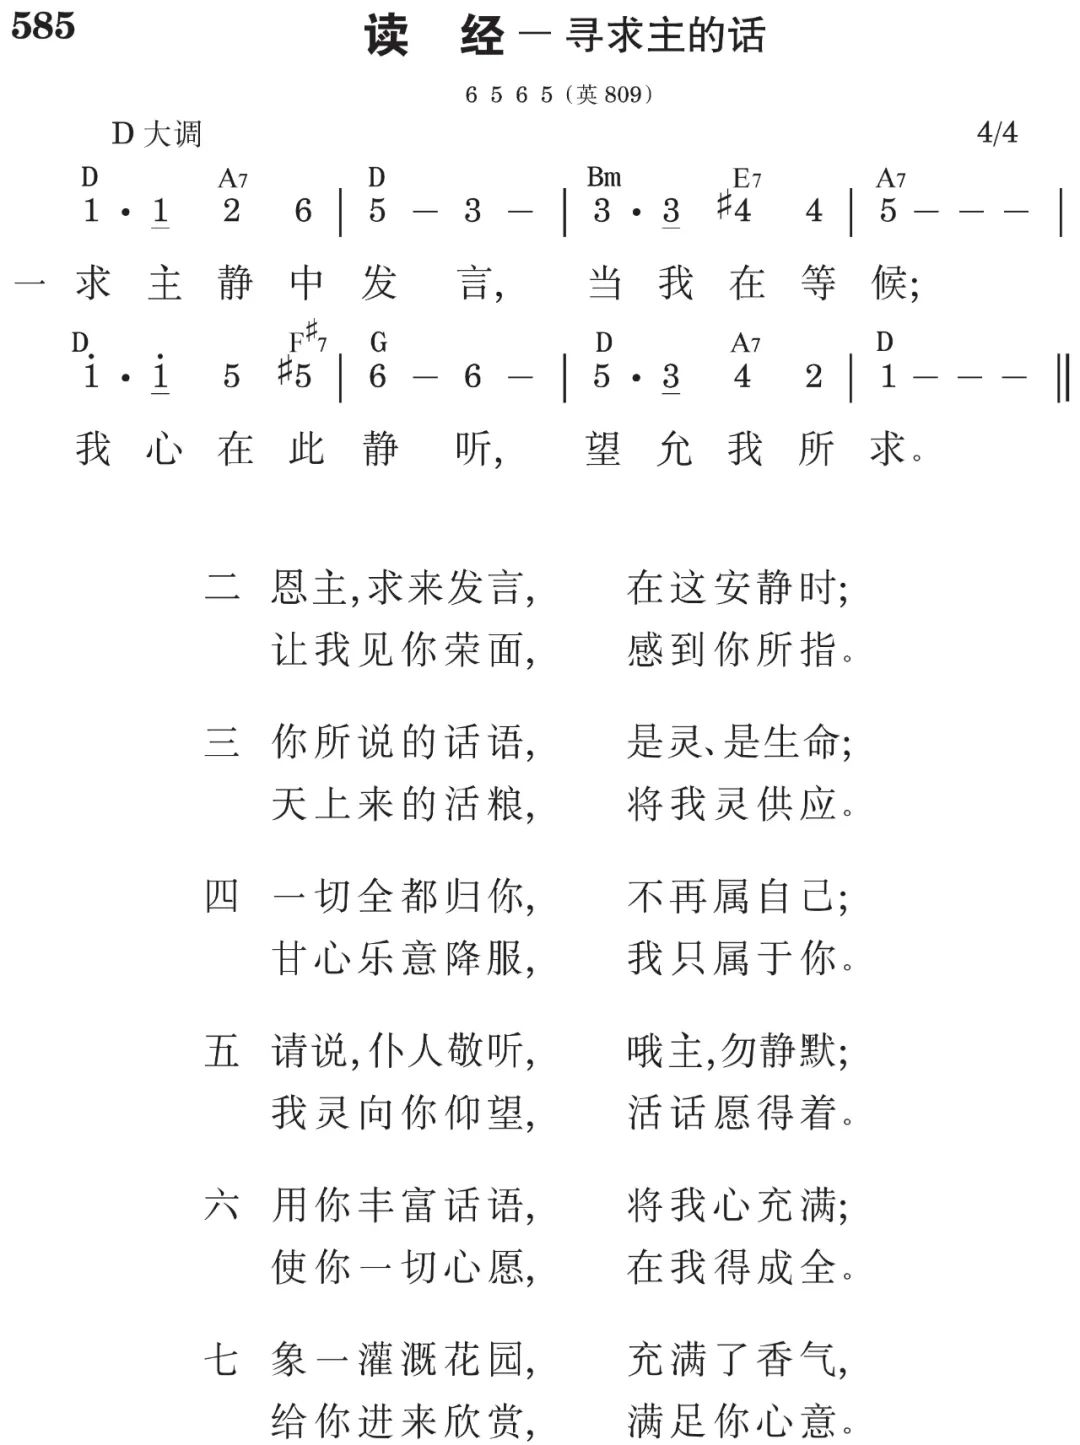 585
读 经 — 寻求主的话
6 5 6 5（英 809）
D 大调 4/4
D A7 D Bm E7 A7
1 · 1 2 6 | 5 — 3 — | 3 · 3 ♯4 4 | 5 — — — |
一 求 主 静 中 发 言, 当 我 在 等 候;
D F♯7 G D A7 D
1̇ · 1̇ 5 ♯5 | 6 — 6 — | 5 · 3 4 2 | 1 — — — ‖
我 心 在 此 静 听, 望 允 我 所 求。
二 恩主,求来发言, 在这安静时;
让我见你荣面, 感到你所指。
三 你所说的话语, 是灵、是生命;
天上来的活粮, 将我灵供应。
四 一切全都归你, 不再属自己;
甘心乐意降服, 我只属于你。
五 请说,仆人敬听, 哦主,勿静默;
我灵向你仰望, 活话愿得着。
六 用你丰富话语, 将我心充满;
使你一切心愿, 在我得成全。
七 象一灌溉花园, 充满了香气,
给你进来欣赏, 满足你心意。